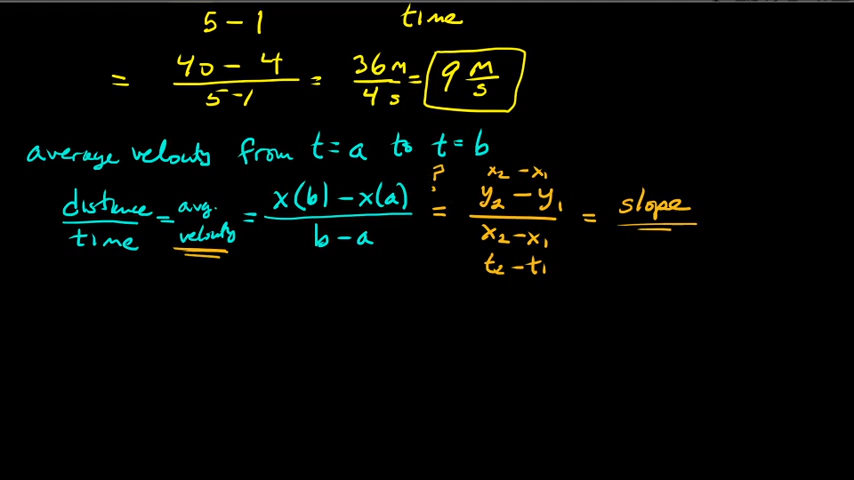 5 - 1 time
= 40 - 4 / 5-1 = 36 m / 4 s = 9 m/s
average velocity from t = a to t = b
distance / time = avg. velocity = x(b) - x(a) / b - a =? y₂ - y₁ / x₂ - x₁ = slope
x₂ - x₁
t₂ - t₁